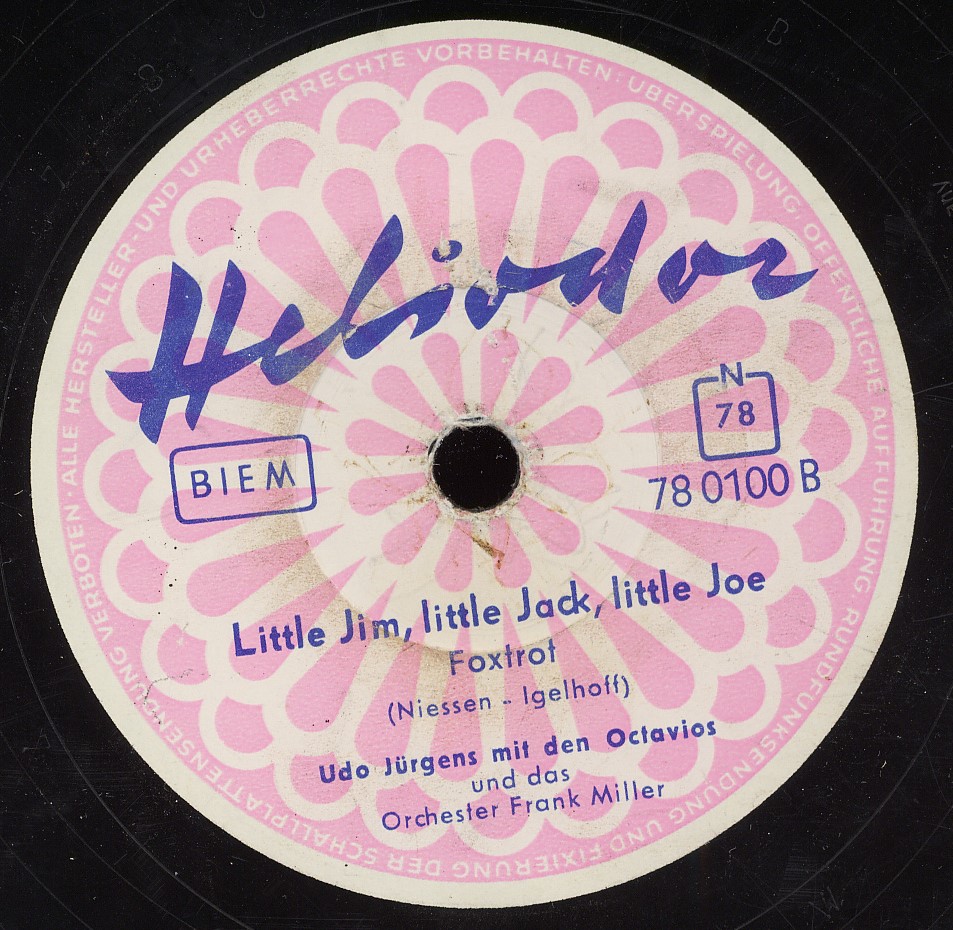 ALLE HERSTELLER- UND URHEBERRECHTE VORBEHALTEN: ÜBERSPIELUNG, ÖFFENTLICHE AUFFÜHRUNG, RUNDFUNKSENDUNG UND FIXIERUNG DER SCHALLPLATTENSENDUNG VERBOTEN ·
Heliodor
BIEM
N
78
78 0100 B
Little Jim, little Jack, little Joe
Foxtrot
(Niessen - Igelhoff)
Udo Jürgens mit den Octavios
und das
Orchester Frank Miller